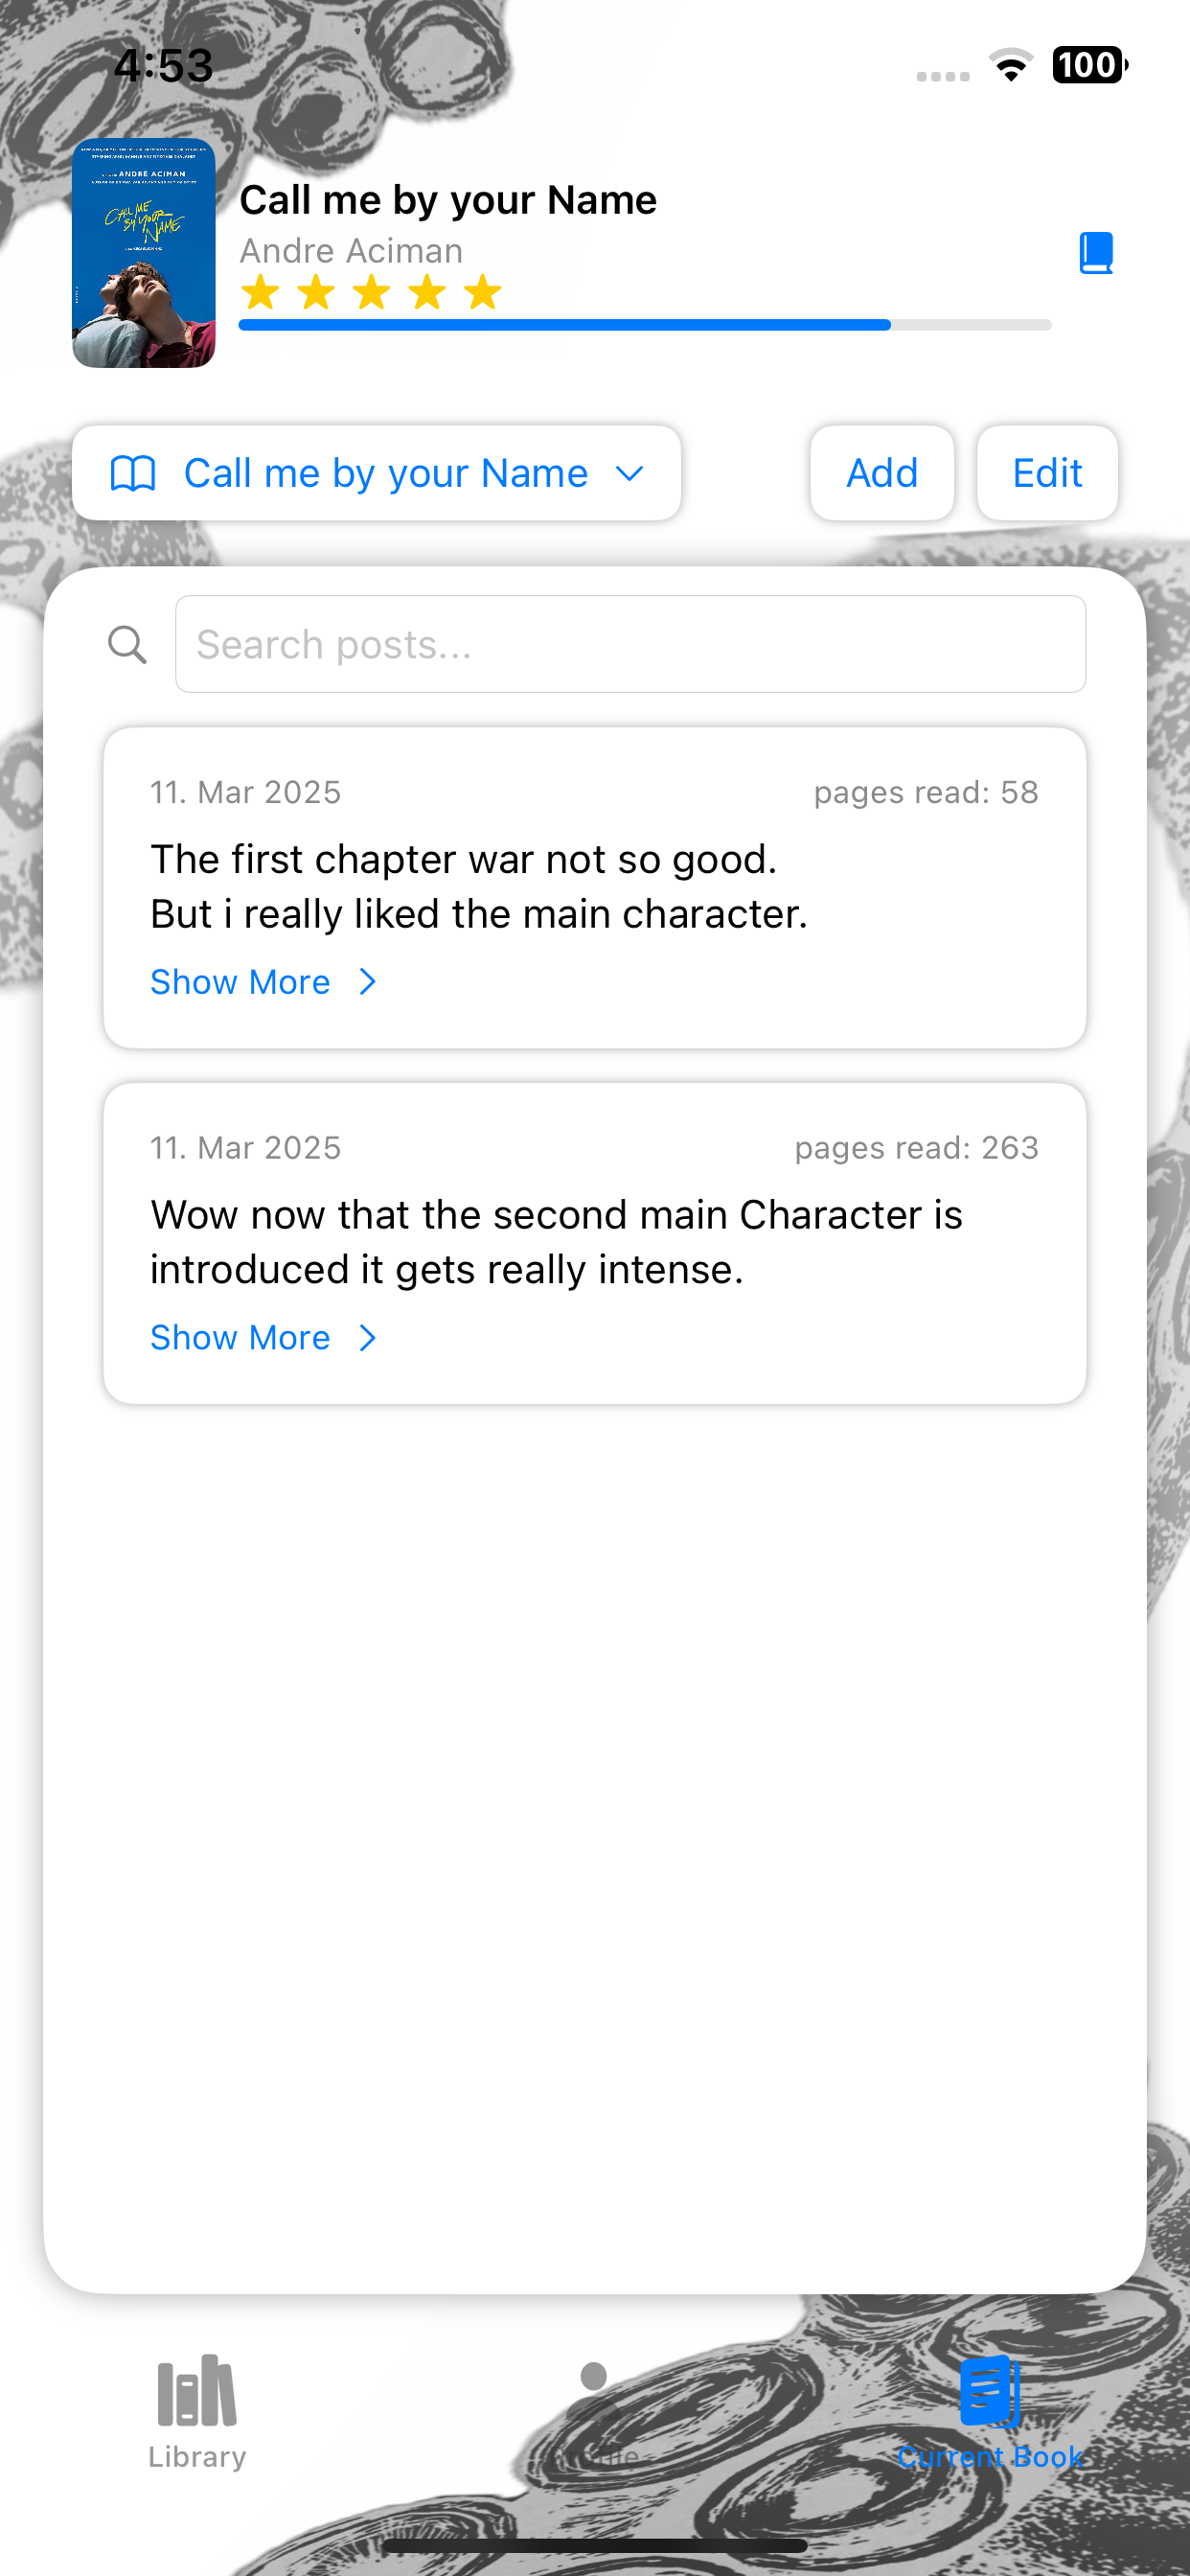 4:53
100
ANDRÉ ACIMAN
CALL ME
BY YOUR
NAME
Call me by your Name
Andre Aciman
Call me by your Name
Add
Edit
Search posts...
11. Mar 2025
pages read: 58
The first chapter war not so good.
But i really liked the main character.
Show More
11. Mar 2025
pages read: 263
Wow now that the second main Character is
introduced it gets really intense.
Show More
Library
Current Book